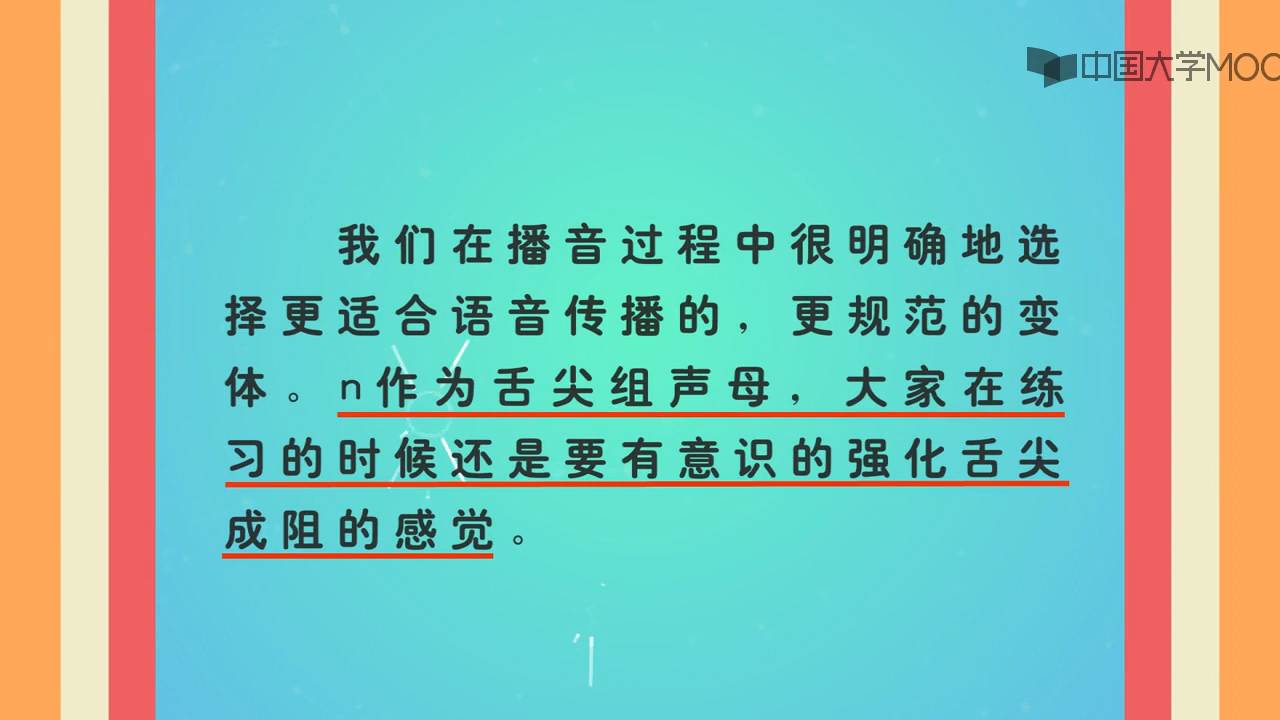 中国大学MOOC
我们在播音过程中很明确地选
择更适合语音传播的，更规范的变
体。n作为舌尖组声母，大家在练
习的时候还是要有意识的强化舌尖
成阻的感觉。